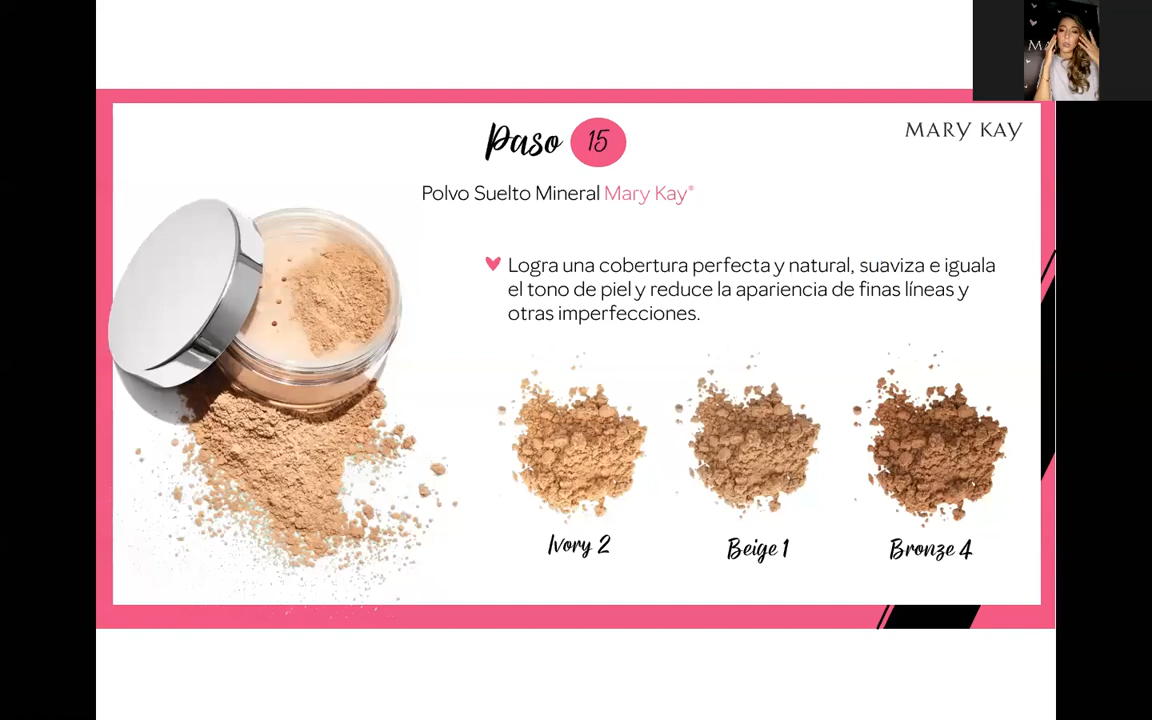 Paso 15
MARY KAY
Polvo Suelto Mineral Mary Kay®
Logra una cobertura perfecta y natural, suaviza e iguala
el tono de piel y reduce la apariencia de finas líneas y
otras imperfecciones.
Ivory 2
Beige 1
Bronze 4